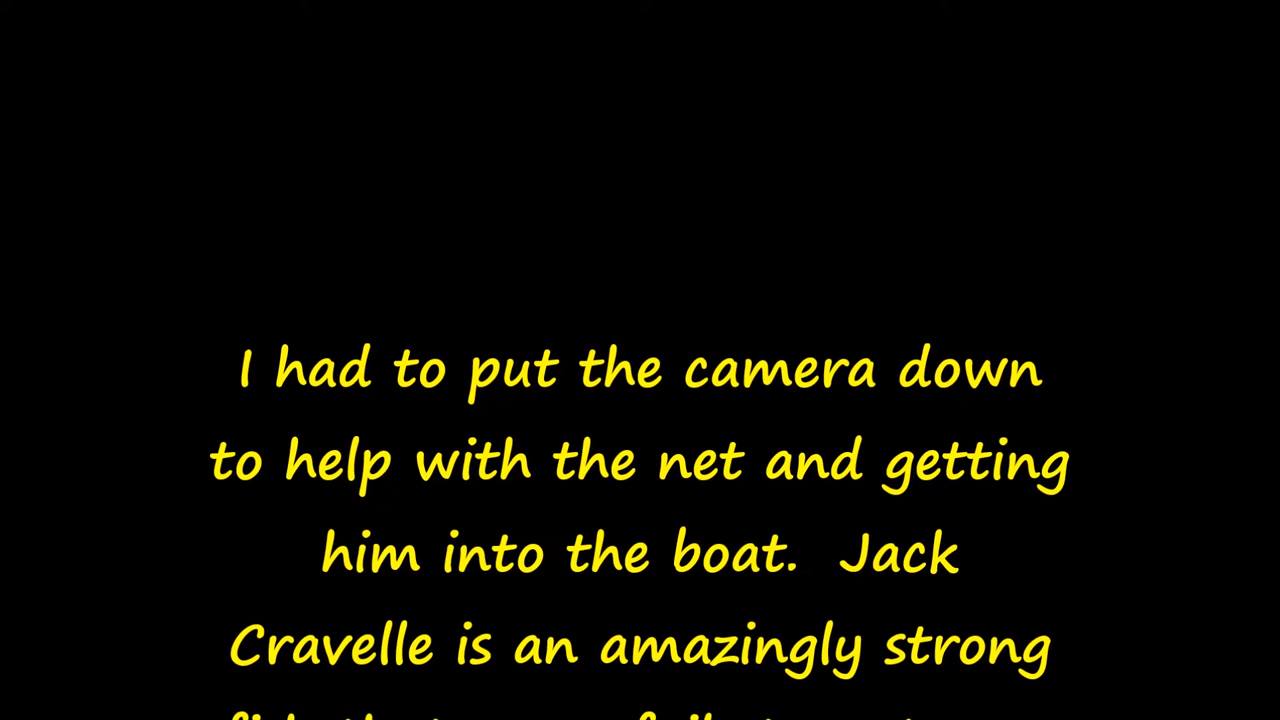 I had to put the camera down
to help with the net and getting
him into the boat.  Jack
Cravelle is an amazingly strong